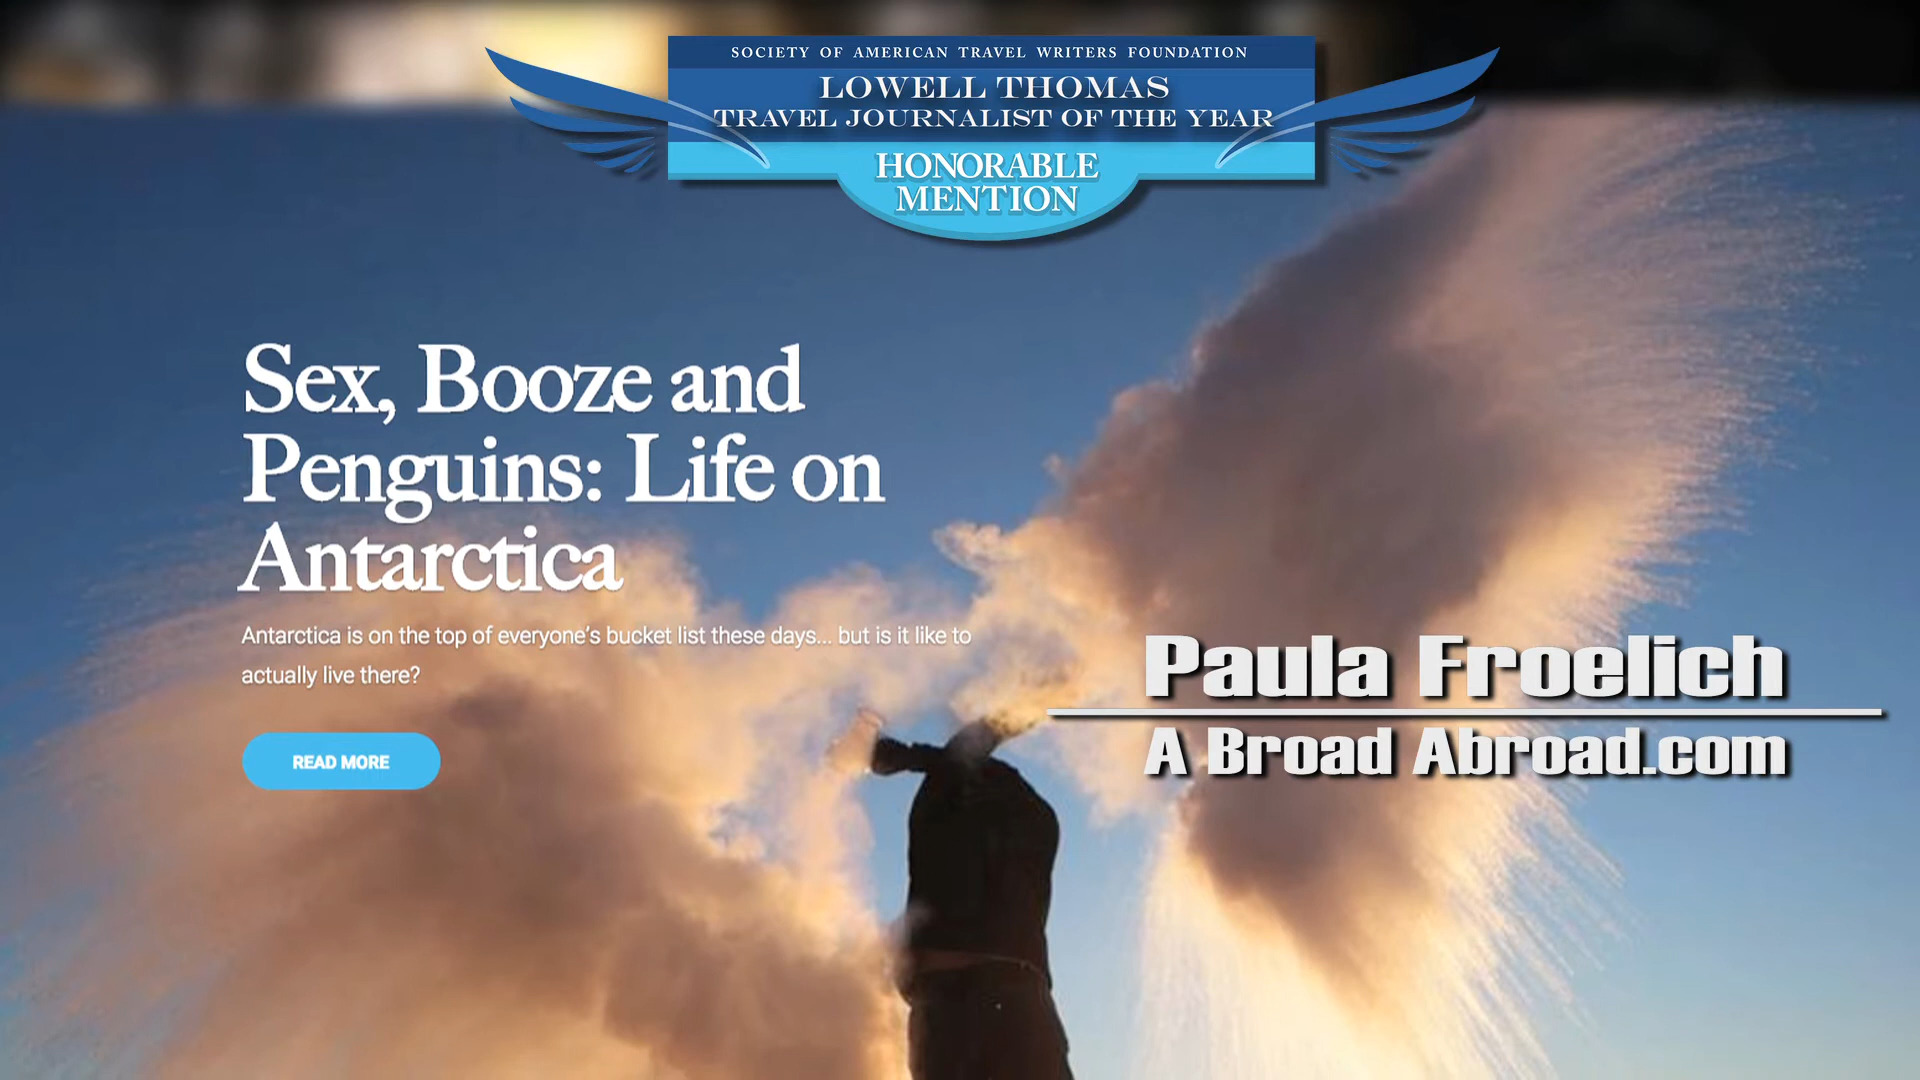 SOCIETY OF AMERICAN TRAVEL WRITERS FOUNDATION
LOWELL THOMAS
TRAVEL JOURNALIST OF THE YEAR
HONORABLE
MENTION
Sex, Booze and
Penguins: Life on
Antarctica
Antarctica is on the top of everyone's bucket list these days... but is it like to
actually live there?
READ MORE
Paula Froelich
A Broad Abroad.com